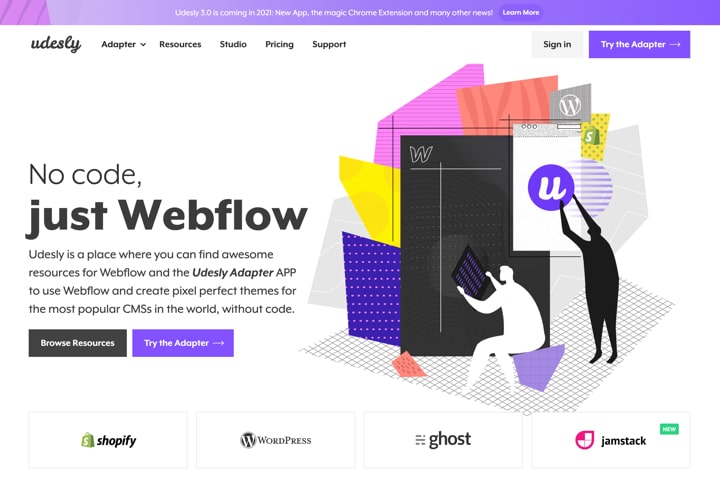 Udesly 3.0 is coming in 2021: New App, the magic Chrome Extension and many other news! Learn More
udesly Adapter Resources Studio Pricing Support Sign in Try the Adapter
No code,
just Webflow
Udesly is a place where you can find awesome
resources for Webflow and the Udesly Adapter APP
to use Webflow and create pixel perfect themes for
the most popular CMSs in the world, without code.
Browse Resources Try the Adapter
W
W
S
u
shopify WordPress ghost jamstack NEW